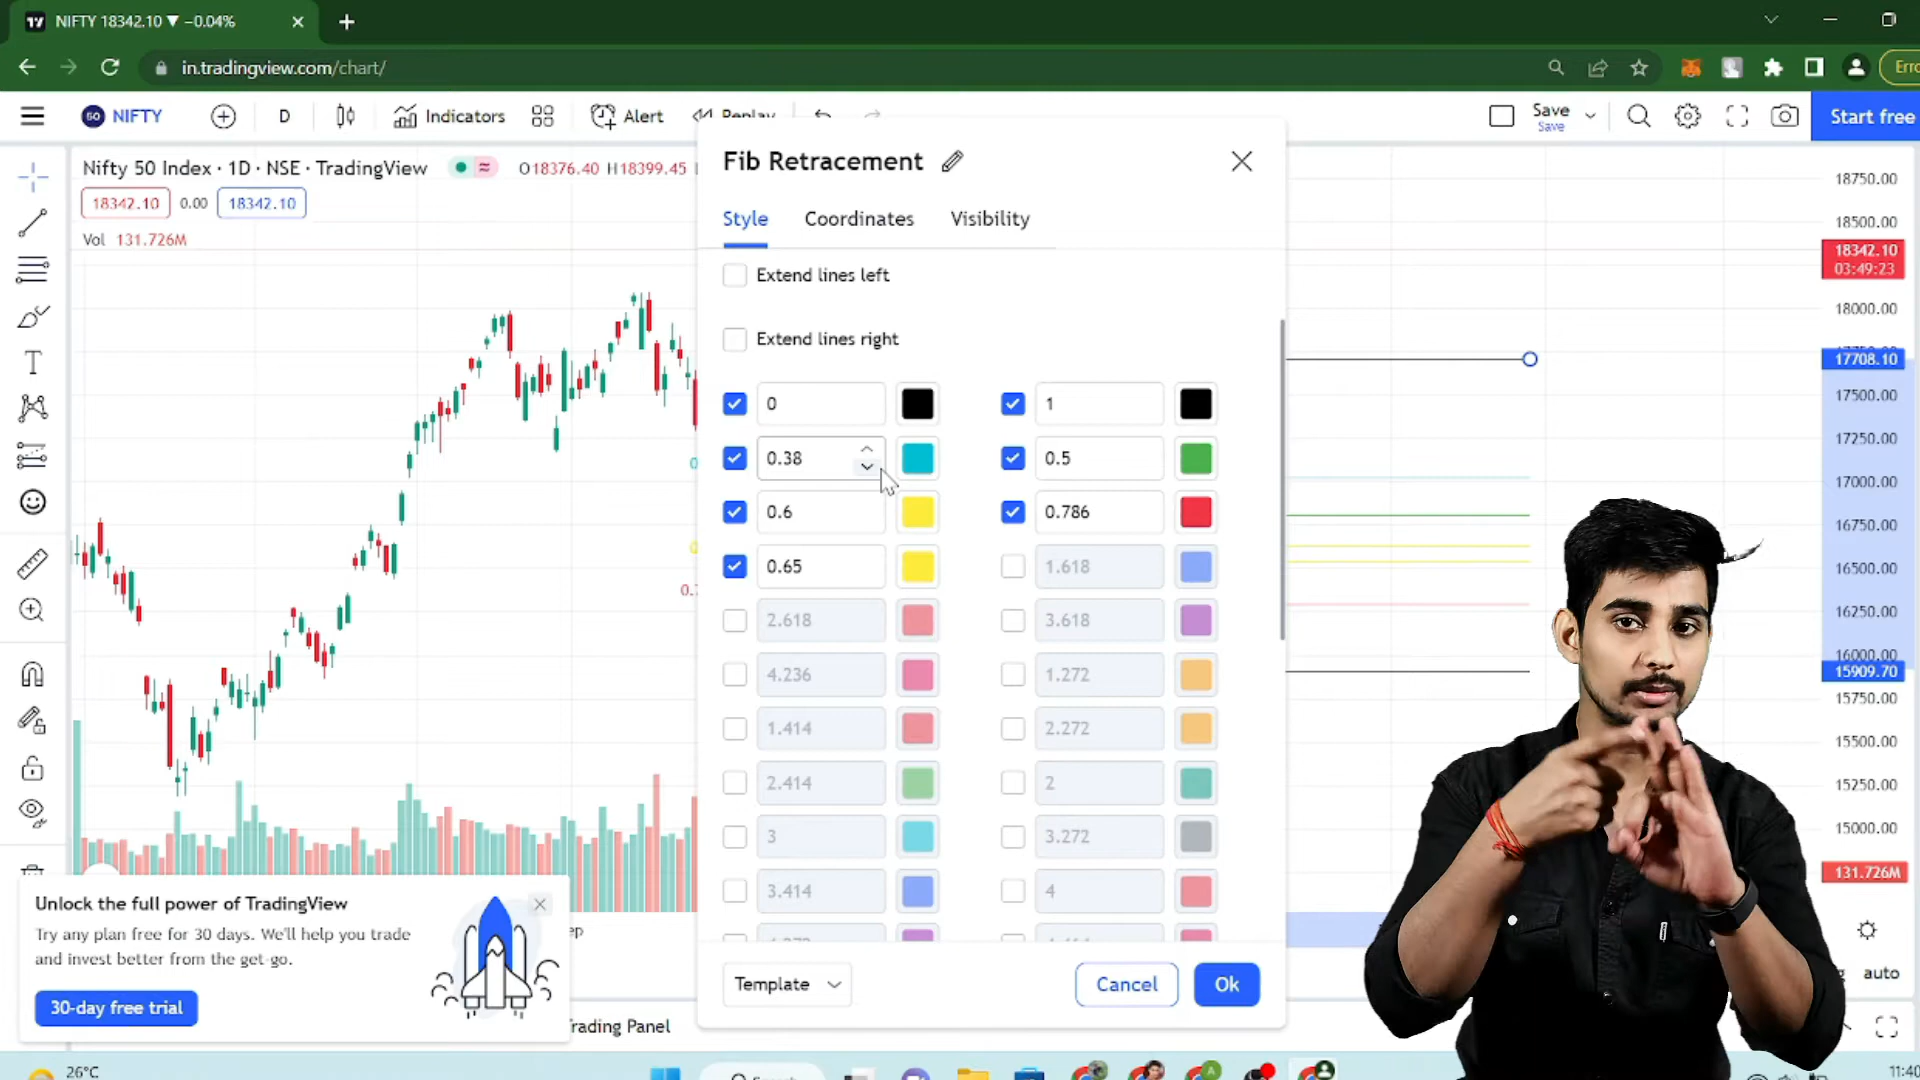 NIFTY 18342.10 ▼ −0.04%
in.tradingview.com/chart/
NIFTY D Indicators Alert Replay Save
Save
Start free
Nifty 50 Index · 1D · NSE · TradingView O18376.40 H18399.45
18342.10 0.00 18342.10
Vol 131.726M
Fib Retracement
Style Coordinates Visibility
Extend lines left
Extend lines right
0 1
0.38 0.5
0.6 0.786
0.65 1.618
2.618 3.618
4.236 1.272
1.414 2.272
2.414 2
3 3.272
3.414 4
Template Cancel Ok
18750.00
18500.00
18342.10
03:49:23
18000.00
17708.10
17500.00
17250.00
17000.00
16750.00
16500.00
16250.00
16000.00
15909.70
15750.00
15500.00
15250.00
15000.00
131.726M
auto
Unlock the full power of TradingView
Try any plan free for 30 days. We'll help you trade
and invest better from the get-go.
30-day free trial
Trading Panel
26°C
11:40